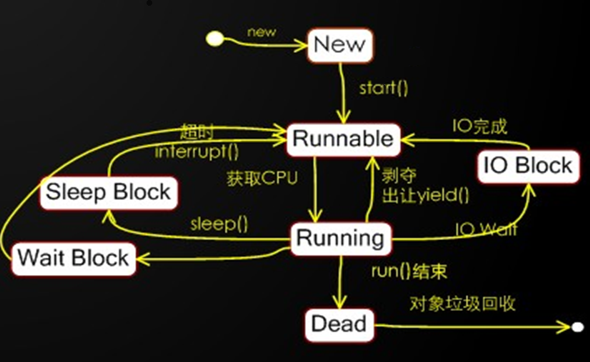 new
New
start()
超时
Runnable
IO完成
interrupt()
IO Block
获取CPU
剥夺
Sleep Block
出让yield()
sleep()
Running
IO Wait
Wait Block
run()结束
Dead
对象垃圾回收